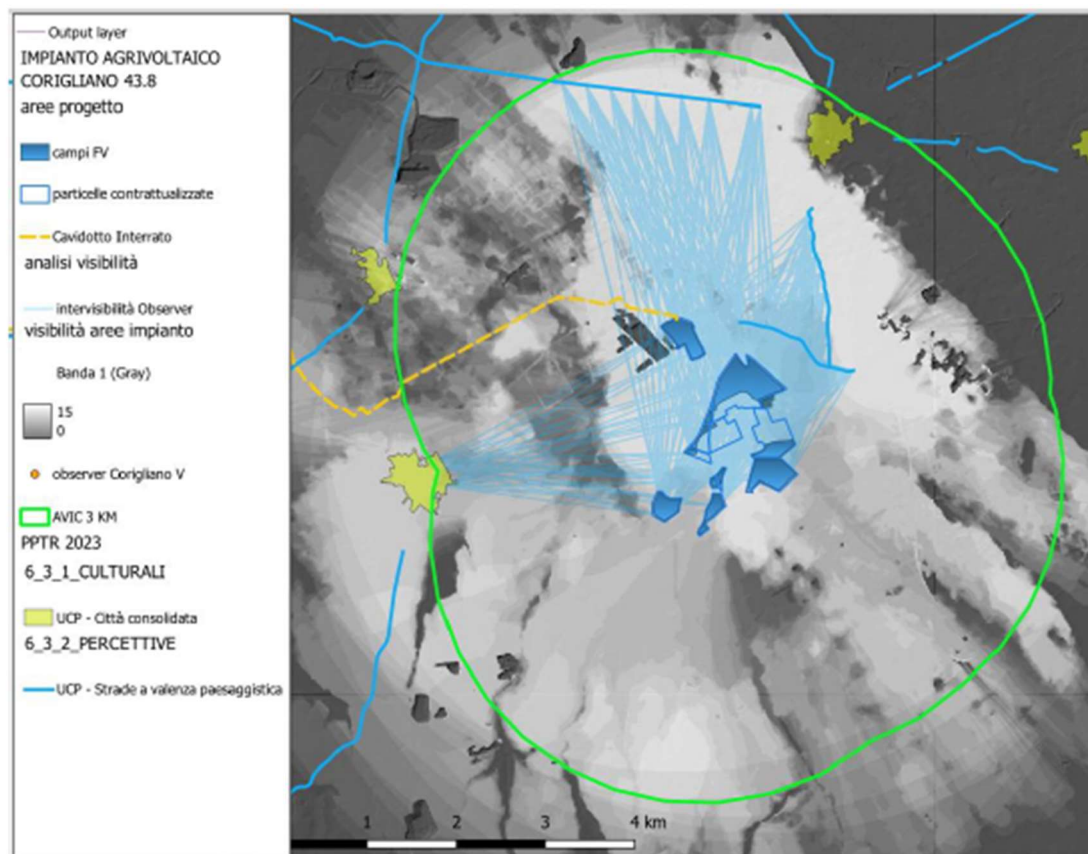 Output layer
IMPIANTO AGRIVOLTAICO
CORIGLIANO 43.8
aree progetto
campi FV
particelle contrattualizzate
Cavidotto Interrato
analisi visibilità
intervisibilità Observer
visibilità aree impianto
Banda 1 (Gray)
15
0
observer Corigliano V
AVIC 3 KM
PPTR 2023
6_3_1_CULTURALI
UCP - Città consolidata
6_3_2_PERCETTIVE
UCP - Strade a valenza paesaggistica
1 2 3 4 km